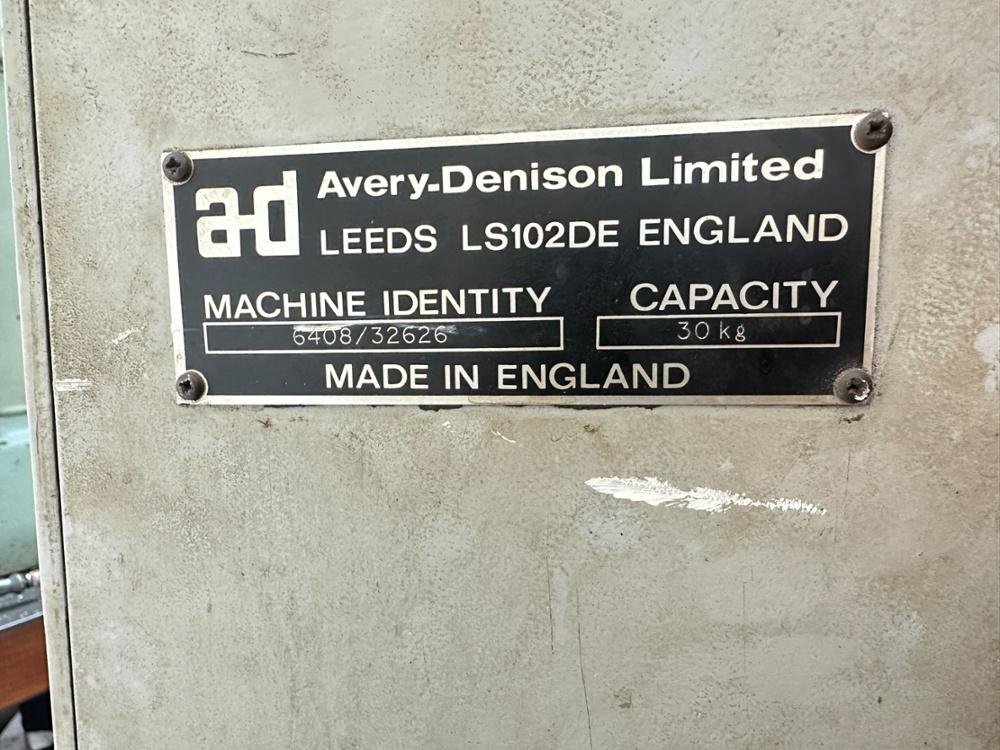 a-d Avery-Denison Limited
LEEDS LS102DE ENGLAND
MACHINE IDENTITY CAPACITY
6408/32626 30 kg
MADE IN ENGLAND